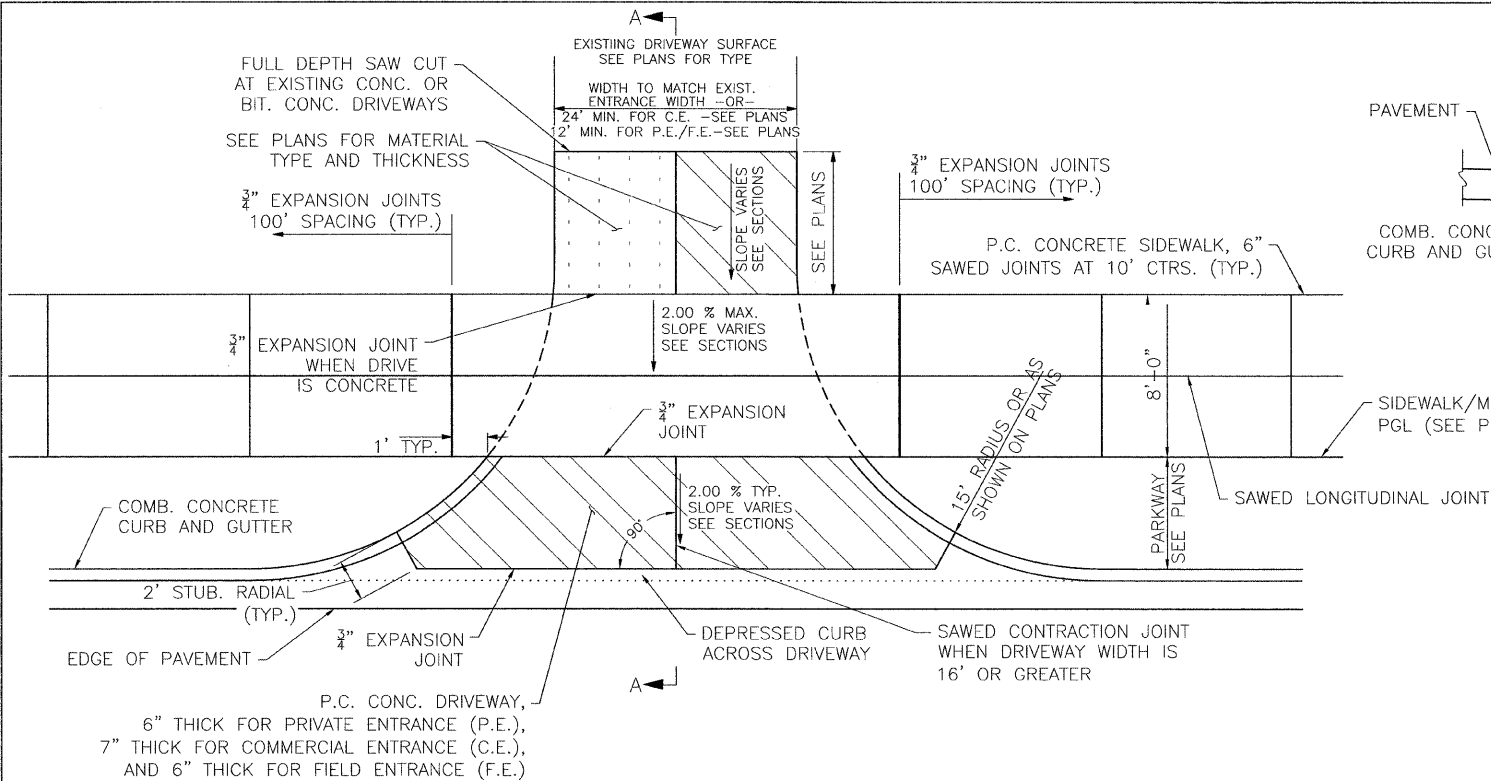 A
EXISTIING DRIVEWAY SURFACE
SEE PLANS FOR TYPE
FULL DEPTH SAW CUT
AT EXISTING CONC. OR
BIT. CONC. DRIVEWAYS
WIDTH TO MATCH EXIST.
ENTRANCE WIDTH -OR-
24' MIN. FOR C.E. -SEE PLANS
12' MIN. FOR P.E./F.E.-SEE PLANS
SEE PLANS FOR MATERIAL
TYPE AND THICKNESS
PAVEMENT
3/4" EXPANSION JOINTS
100' SPACING (TYP.)
3/4" EXPANSION JOINTS
100' SPACING (TYP.)
SLOPE VARIES
SEE SECTIONS
SEE PLANS
P.C. CONCRETE SIDEWALK, 6"
SAWED JOINTS AT 10' CTRS. (TYP.)
COMB. CONC
CURB AND GU
3/4" EXPANSION JOINT
WHEN DRIVE
IS CONCRETE
2.00 % MAX.
SLOPE VARIES
SEE SECTIONS
8'-0"
15' RADIUS OR AS
SHOWN ON PLANS
3/4" EXPANSION
JOINT
SIDEWALK/M
PGL (SEE P
1' TYP.
COMB. CONCRETE
CURB AND GUTTER
2.00 % TYP.
SLOPE VARIES
SEE SECTIONS
90°
PARKWAY
SEE PLANS
SAWED LONGITUDINAL JOINT
2' STUB. RADIAL
(TYP.)
EDGE OF PAVEMENT
3/4" EXPANSION
JOINT
DEPRESSED CURB
ACROSS DRIVEWAY
SAWED CONTRACTION JOINT
WHEN DRIVEWAY WIDTH IS
16' OR GREATER
A
P.C. CONC. DRIVEWAY,
6" THICK FOR PRIVATE ENTRANCE (P.E.),
7" THICK FOR COMMERCIAL ENTRANCE (C.E.),
AND 6" THICK FOR FIELD ENTRANCE (F.E.)